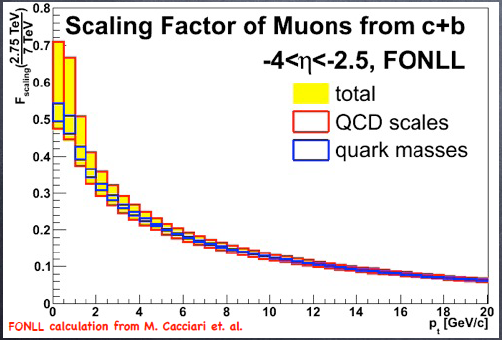 Scaling Factor of Muons from c+b
-4<η<-2.5, FONLL
total
QCD scales
quark masses
F scaling (2.75 TeV / 7 TeV)
0.8
0.7
0.6
0.5
0.4
0.3
0.2
0.1
0
0 2 4 6 8 10 12 14 16 18 20
p_t [GeV/c]
FONLL calculation from M. Cacciari et. al.